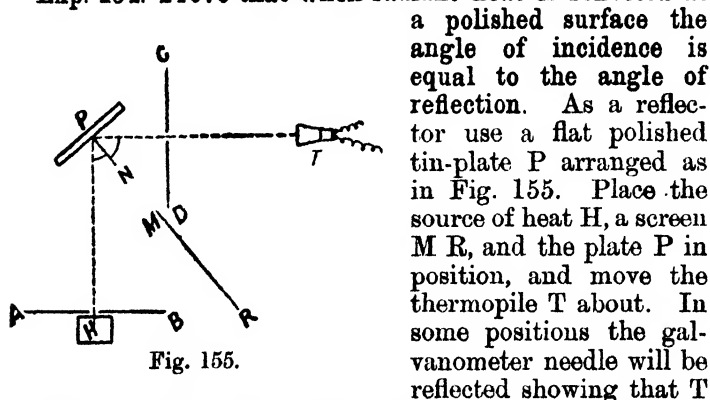 a polished surface the
angle of incidence is
equal to the angle of
reflection. As a reflec-
tor use a flat polished
tin-plate P arranged as
in Fig. 155. Place the
source of heat H, a screen
M R, and the plate P in
position, and move the
thermopile T about. In
some positions the gal-
vanometer needle will be
reflected showing that T
C
P
N
T
M D
A
H
B
R
Fig. 155.